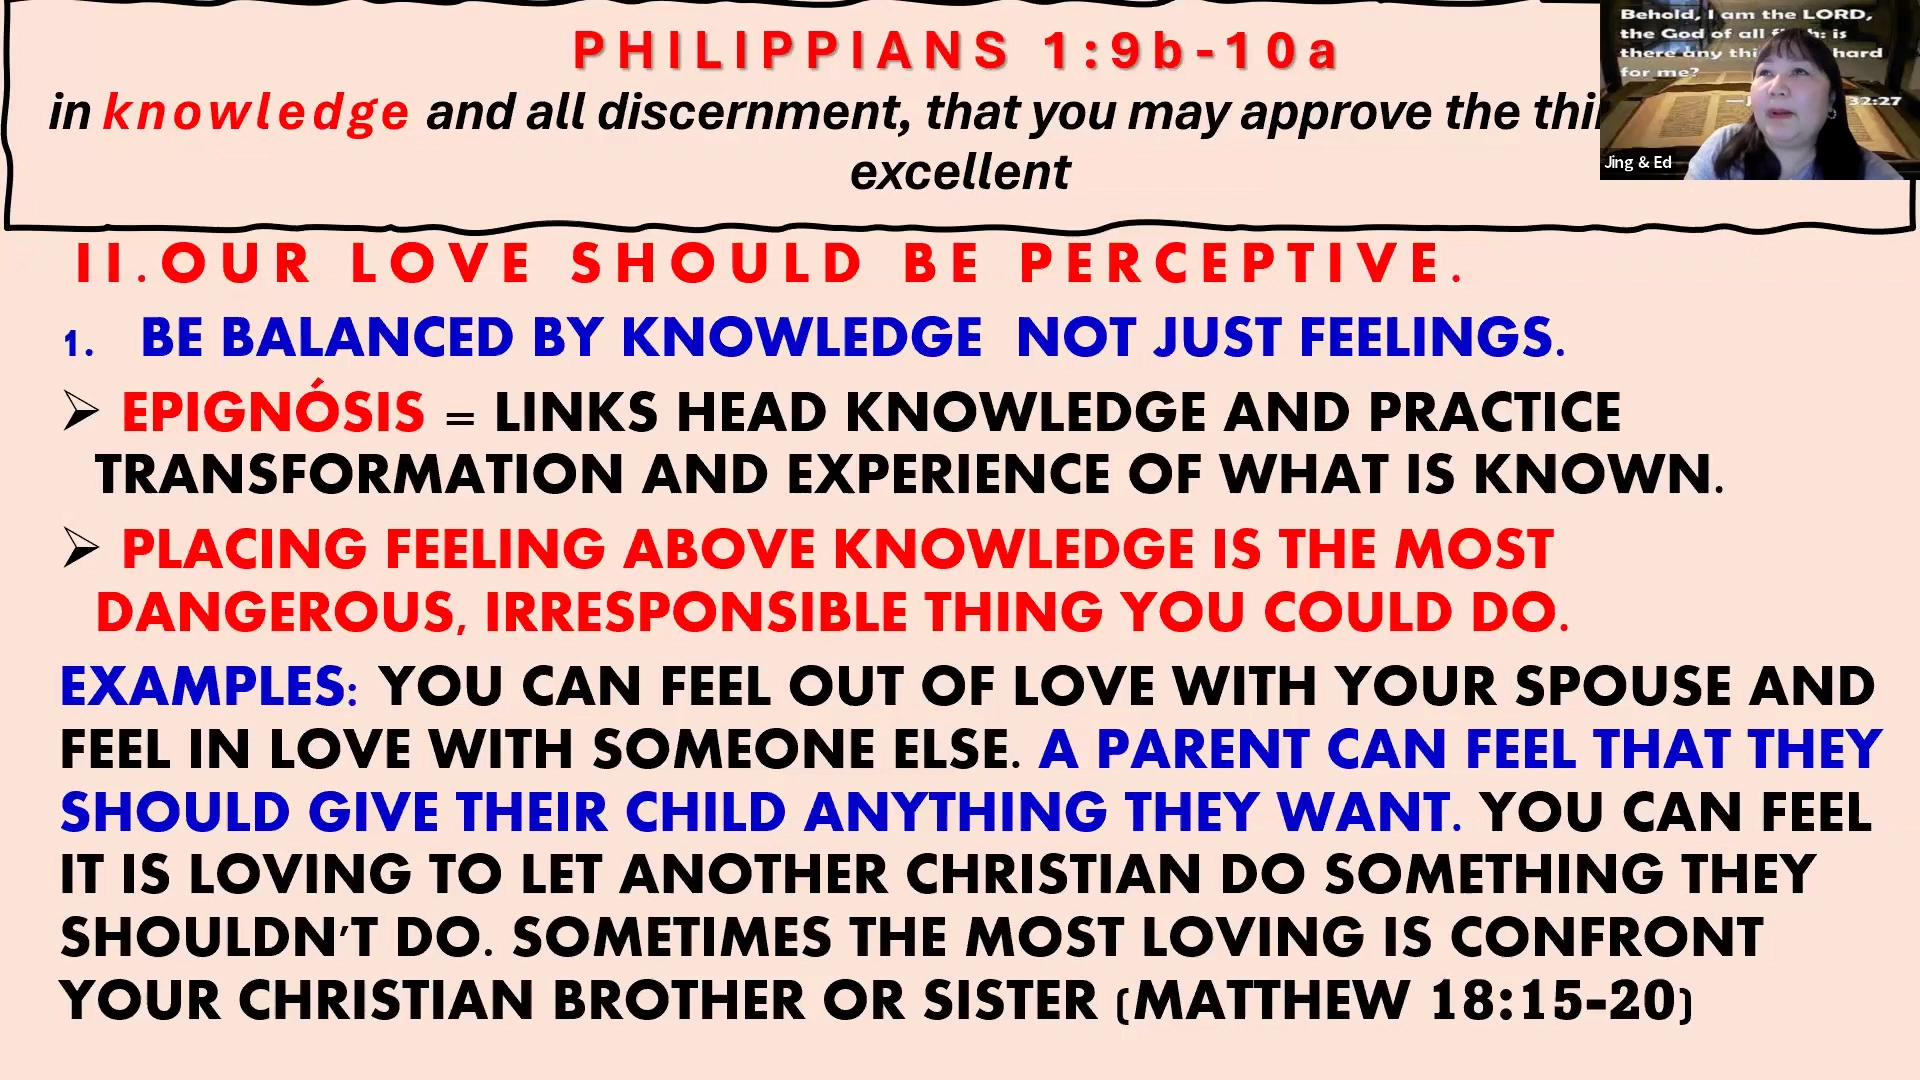 PHILIPPIANS 1:9b-10a
in knowledge and all discernment, that you may approve the
excellent
II.OUR LOVE SHOULD BE PERCEPTIVE.
1. BE BALANCED BY KNOWLEDGE NOT JUST FEELINGS.
➢ EPIGNÓSIS = LINKS HEAD KNOWLEDGE AND PRACTICE
TRANSFORMATION AND EXPERIENCE OF WHAT IS KNOWN.
➢ PLACING FEELING ABOVE KNOWLEDGE IS THE MOST
DANGEROUS, IRRESPONSIBLE THING YOU COULD DO.
EXAMPLES: YOU CAN FEEL OUT OF LOVE WITH YOUR SPOUSE AND
FEEL IN LOVE WITH SOMEONE ELSE. A PARENT CAN FEEL THAT THEY
SHOULD GIVE THEIR CHILD ANYTHING THEY WANT. YOU CAN FEEL
IT IS LOVING TO LET ANOTHER CHRISTIAN DO SOMETHING THEY
SHOULDN'T DO. SOMETIMES THE MOST LOVING IS CONFRONT
YOUR CHRISTIAN BROTHER OR SISTER (MATTHEW 18:15-20)
Behold, I am the LORD,
the God of all is
there any hard
for me?
32:27
Jing & Ed